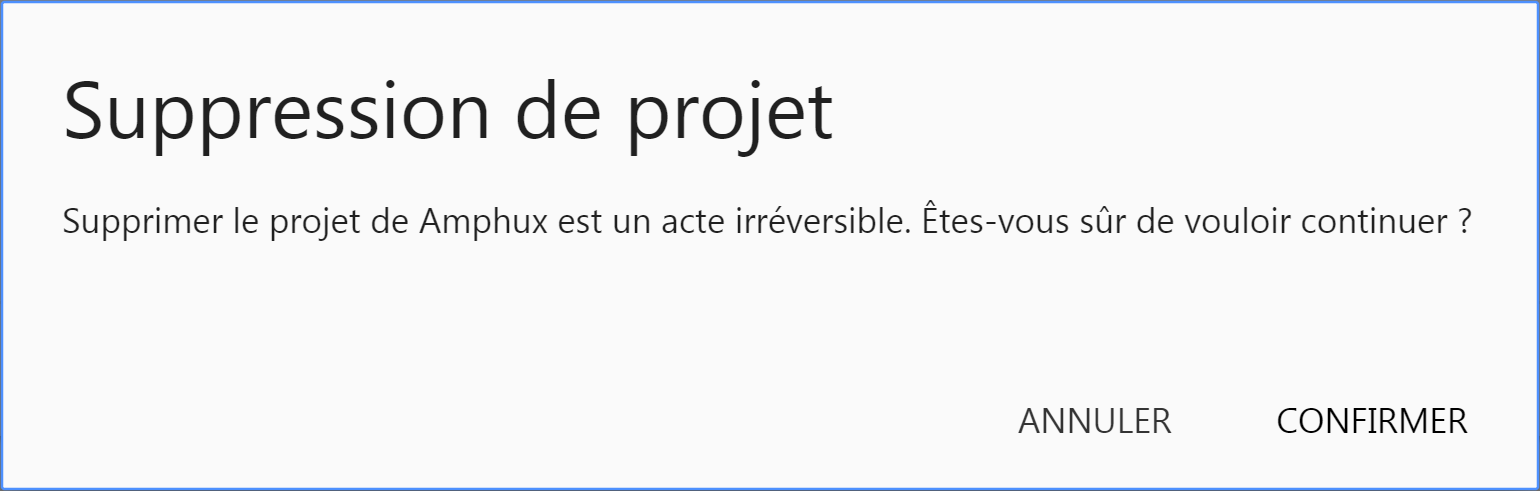 Suppression de projet
Supprimer le projet de Amphux est un acte irréversible. Êtes-vous sûr de vouloir continuer ?
ANNULER CONFIRMER